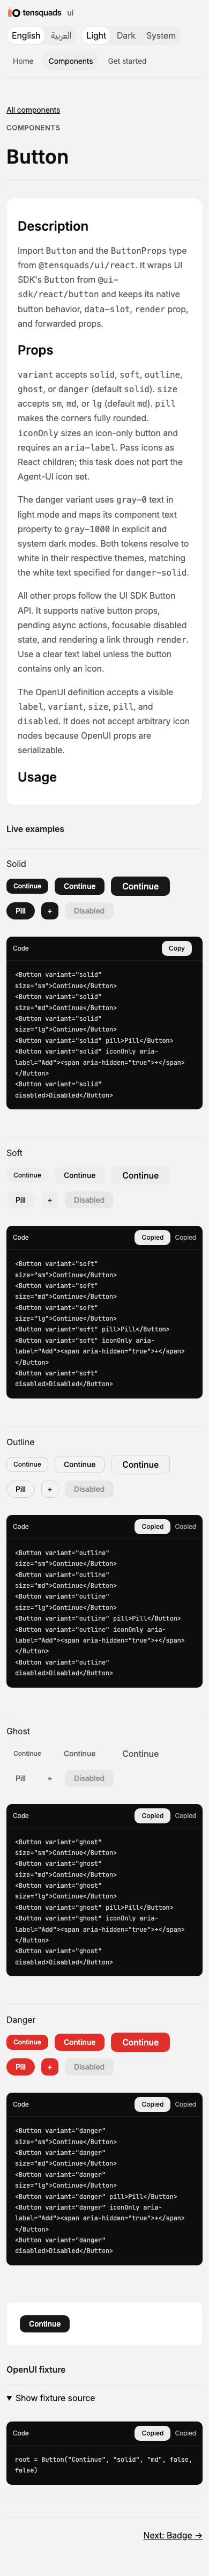 tensquads ui
English العربية Light Dark System
Home Components Get started
All components
COMPONENTS
Button
Description
Import Button and the ButtonProps type
from @tensquads/ui/react. It wraps UI
SDK's Button from @ui-
sdk/react/button and keeps its native
button behavior, data-slot, render prop,
and forwarded props.
Props
variant accepts solid, soft, outline,
ghost, or danger (default solid). size
accepts sm, md, or lg (default md). pill
makes the corners fully rounded.
iconOnly sizes an icon-only button and
requires an aria-label. Pass icons as
React children; this task does not port the
Agent-UI icon set.
The danger variant uses gray-0 text in
light mode and maps its component text
property to gray-1000 in explicit and
system dark modes. Both tokens resolve to
white in their respective themes, matching
the white text specified for danger-solid.
All other props follow the UI SDK Button
API. It supports native button props,
pending async actions, focusable disabled
state, and rendering a link through render.
Use a clear text label unless the button
contains only an icon.
The OpenUI definition accepts a visible
label, variant, size, pill, and
disabled. It does not accept arbitrary icon
nodes because OpenUI props are
serializable.
Usage
Live examples
Solid
Continue Continue Continue
Pill + Disabled
Code Copy
<Button variant="solid"
size="sm">Continue</Button>
<Button variant="solid"
size="md">Continue</Button>
<Button variant="solid"
size="lg">Continue</Button>
<Button variant="solid" pill>Pill</Button>
<Button variant="solid" iconOnly aria-
label="Add"><span aria-hidden="true">+</span>
</Button>
<Button variant="solid"
disabled>Disabled</Button>
Soft
Continue Continue Continue
Pill + Disabled
Code Copied Copied
<Button variant="soft"
size="sm">Continue</Button>
<Button variant="soft"
size="md">Continue</Button>
<Button variant="soft"
size="lg">Continue</Button>
<Button variant="soft" pill>Pill</Button>
<Button variant="soft" iconOnly aria-
label="Add"><span aria-hidden="true">+</span>
</Button>
<Button variant="soft"
disabled>Disabled</Button>
Outline
Continue Continue Continue
Pill + Disabled
Code Copied Copied
<Button variant="outline"
size="sm">Continue</Button>
<Button variant="outline"
size="md">Continue</Button>
<Button variant="outline"
size="lg">Continue</Button>
<Button variant="outline" pill>Pill</Button>
<Button variant="outline" iconOnly aria-
label="Add"><span aria-hidden="true">+</span>
</Button>
<Button variant="outline"
disabled>Disabled</Button>
Ghost
Continue Continue Continue
Pill + Disabled
Code Copied Copied
<Button variant="ghost"
size="sm">Continue</Button>
<Button variant="ghost"
size="md">Continue</Button>
<Button variant="ghost"
size="lg">Continue</Button>
<Button variant="ghost" pill>Pill</Button>
<Button variant="ghost" iconOnly aria-
label="Add"><span aria-hidden="true">+</span>
</Button>
<Button variant="ghost"
disabled>Disabled</Button>
Danger
Continue Continue Continue
Pill + Disabled
Code Copied Copied
<Button variant="danger"
size="sm">Continue</Button>
<Button variant="danger"
size="md">Continue</Button>
<Button variant="danger"
size="lg">Continue</Button>
<Button variant="danger" pill>Pill</Button>
<Button variant="danger" iconOnly aria-
label="Add"><span aria-hidden="true">+</span>
</Button>
<Button variant="danger"
disabled>Disabled</Button>
Continue
OpenUI fixture
▼ Show fixture source
Code Copied Copied
root = Button("Continue", "solid", "md", false,
false)
Next: Badge →